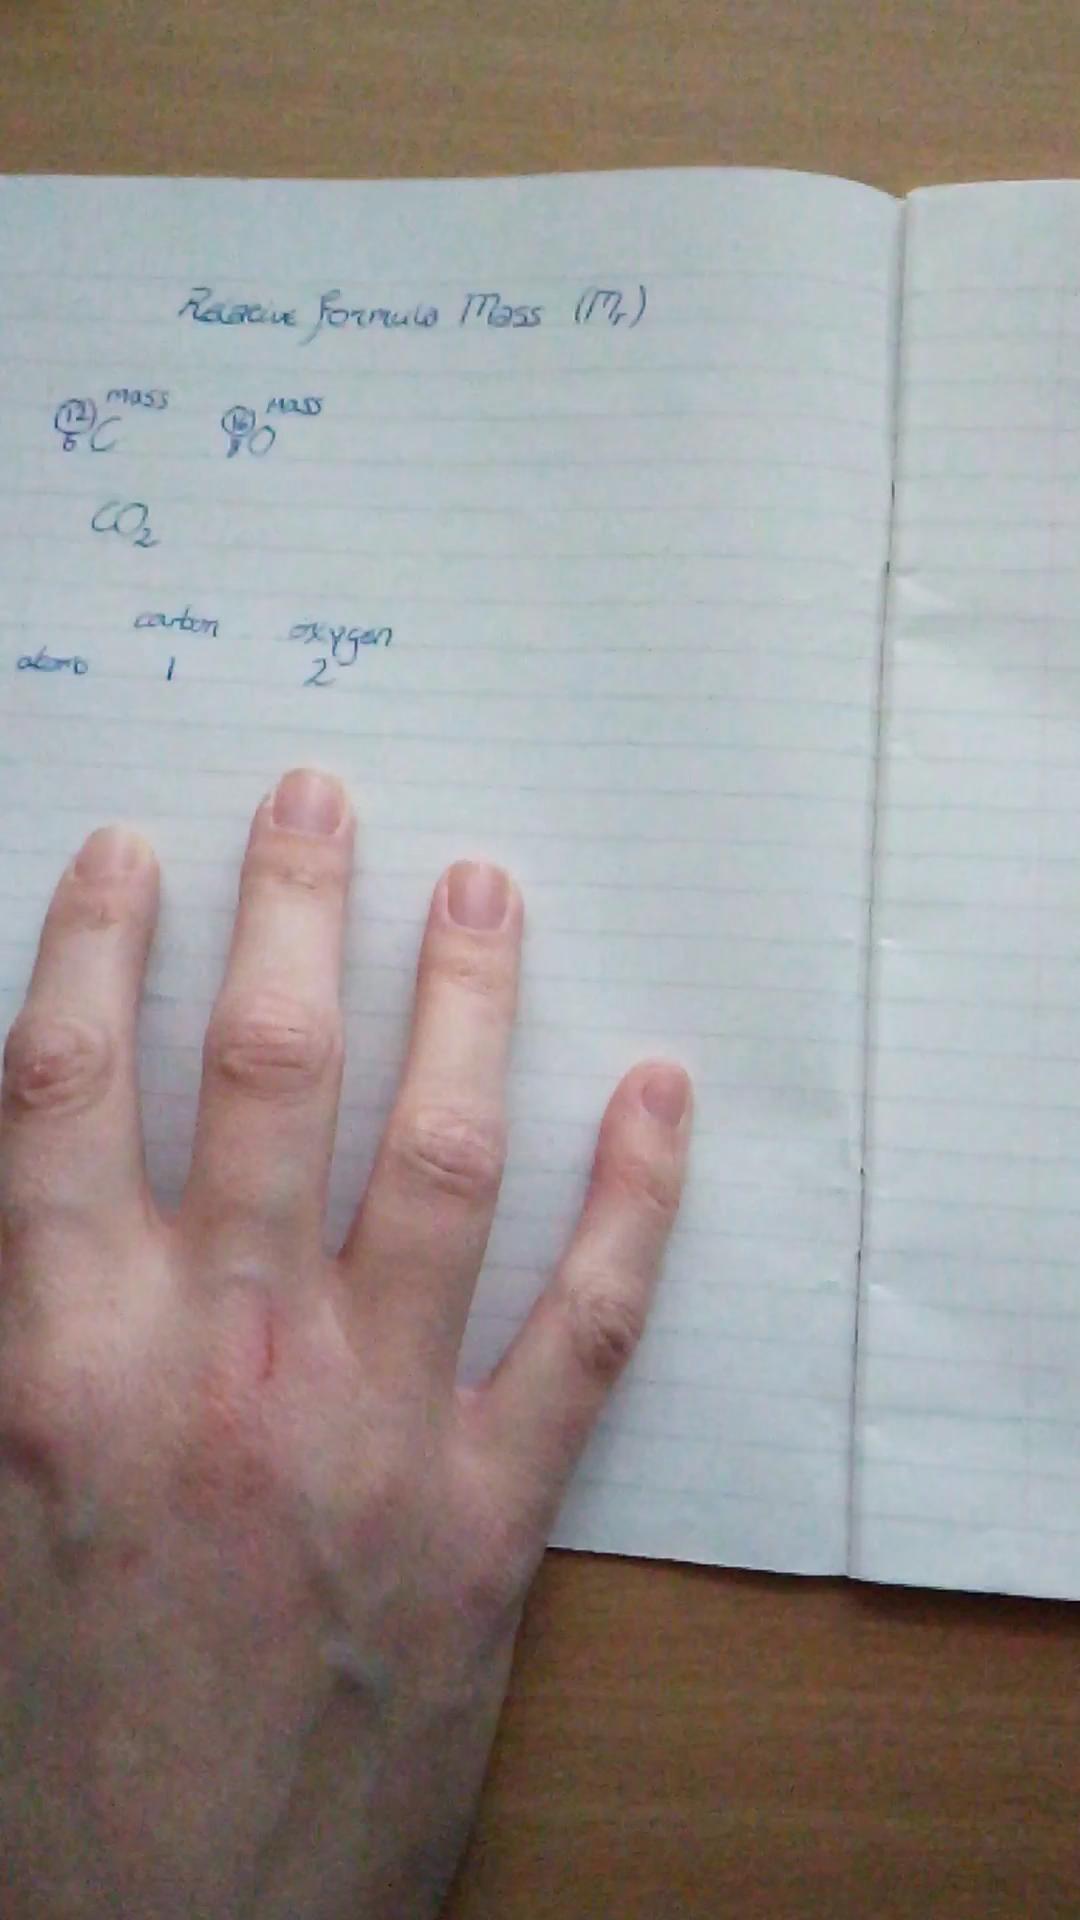 Relative Formula Mass (Mr)
12 mass 16 mass
6 C 8 O
CO2
carbon oxygen
atoms 1 2